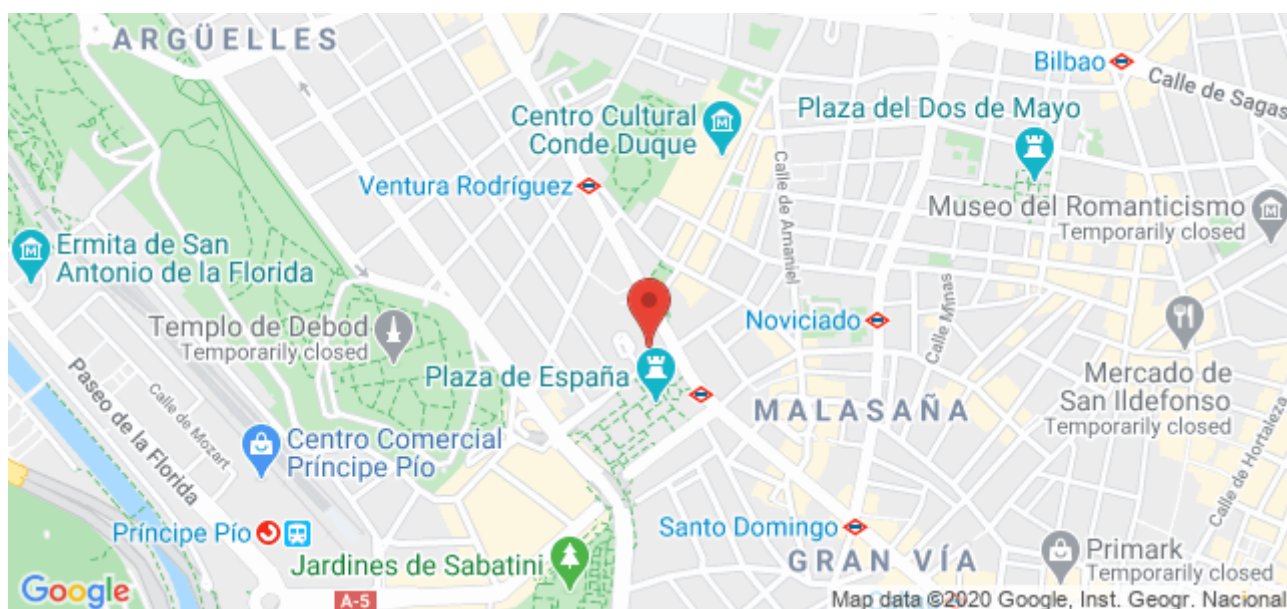 ARGÜELLES
Bilbao
Calle de Sagas
Centro Cultural
Conde Duque
Plaza del Dos de Mayo
Ventura Rodríguez
Calle de Amaniel
Museo del Romanticismo
Temporarily closed
Ermita de San
Antonio de la Florida
Templo de Debod
Temporarily closed
Noviciado
Calle Minas
Plaza de España
MALASAÑA
Mercado de
San Ildefonso
Temporarily closed
Paseo de la Florida
Calle de Mozart
Centro Comercial
Príncipe Pío
Calle de Hortaleza
Príncipe Pío
Santo Domingo
Jardines de Sabatini
GRAN VÍA
Primark
Temporarily closed
Google
A-5
Map data ©2020 Google, Inst. Geogr. Nacional